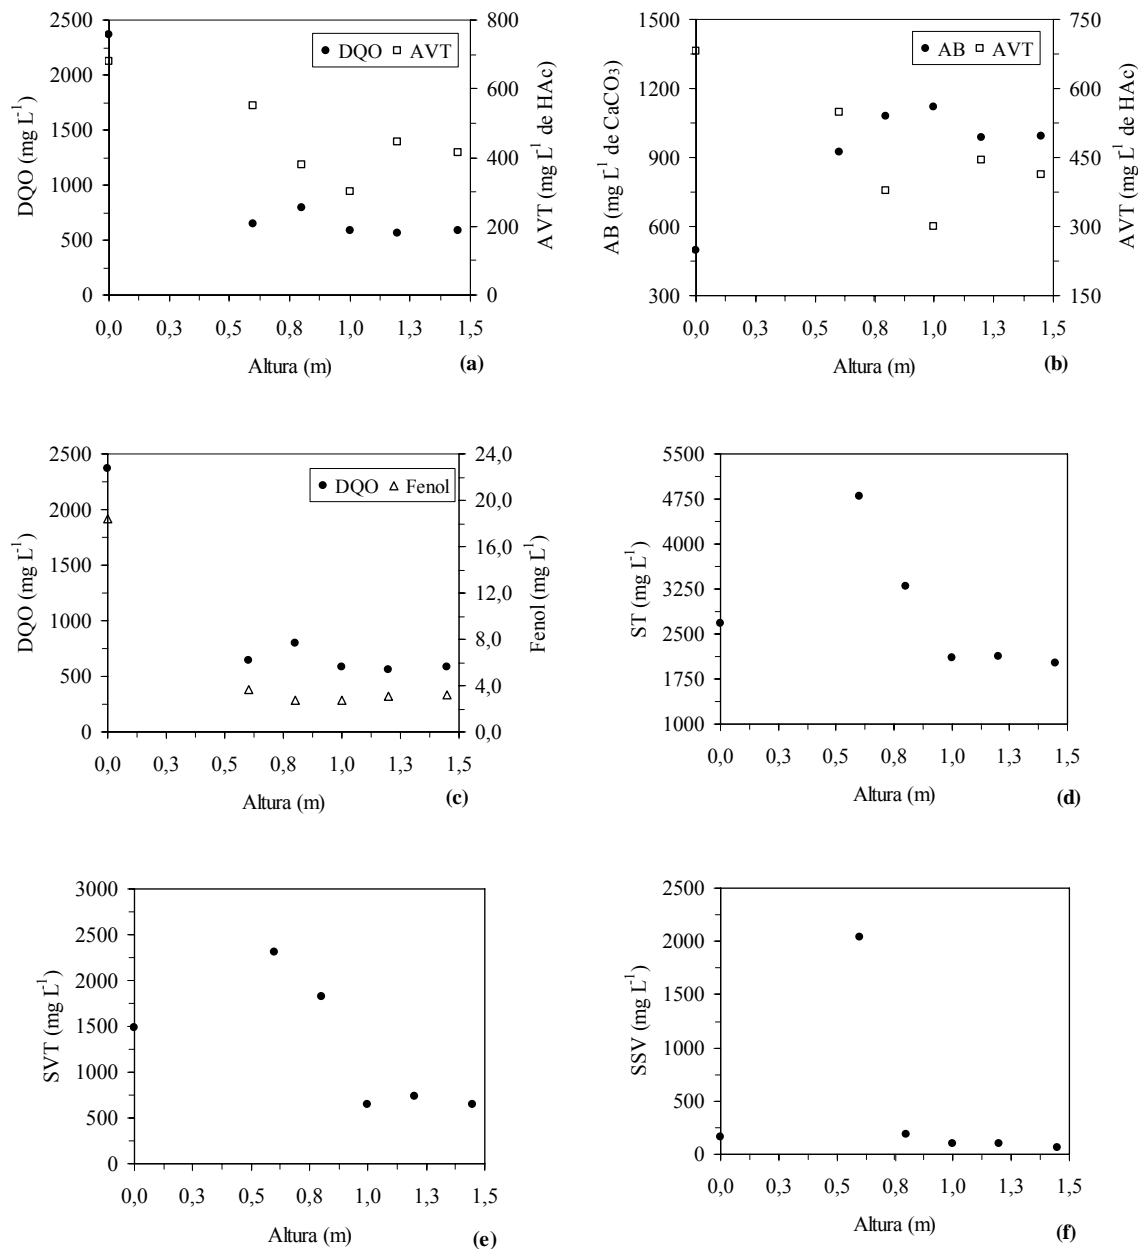 2500
2000
1500
1000
500
0
DQO (mg L⁻¹)
800
600
400
200
0
AVT (mg L⁻¹ de HAc)
DQO AVT
0,0 0,3 0,5 0,8 1,0 1,3 1,5
Altura (m)
(a)
1500
1200
900
600
300
AB (mg L⁻¹ de CaCO₃)
750
600
450
300
150
AVT (mg L⁻¹ de HAc)
AB AVT
0,0 0,3 0,5 0,8 1,0 1,3 1,5
Altura (m)
(b)
2500
2000
1500
1000
500
0
DQO (mg L⁻¹)
24,0
20,0
16,0
12,0
8,0
4,0
0,0
Fenol (mg L⁻¹)
DQO Fenol
0,0 0,3 0,5 0,8 1,0 1,3 1,5
Altura (m)
(c)
5500
4750
4000
3250
2500
1750
1000
ST (mg L⁻¹)
0,0 0,3 0,5 0,8 1,0 1,3 1,5
Altura (m)
(d)
3000
2500
2000
1500
1000
500
0
SVT (mg L⁻¹)
0,0 0,3 0,5 0,8 1,0 1,3 1,5
Altura (m)
(e)
2500
2000
1500
1000
500
0
SSV (mg L⁻¹)
0,0 0,3 0,5 0,8 1,0 1,3 1,5
Altura (m)
(f)